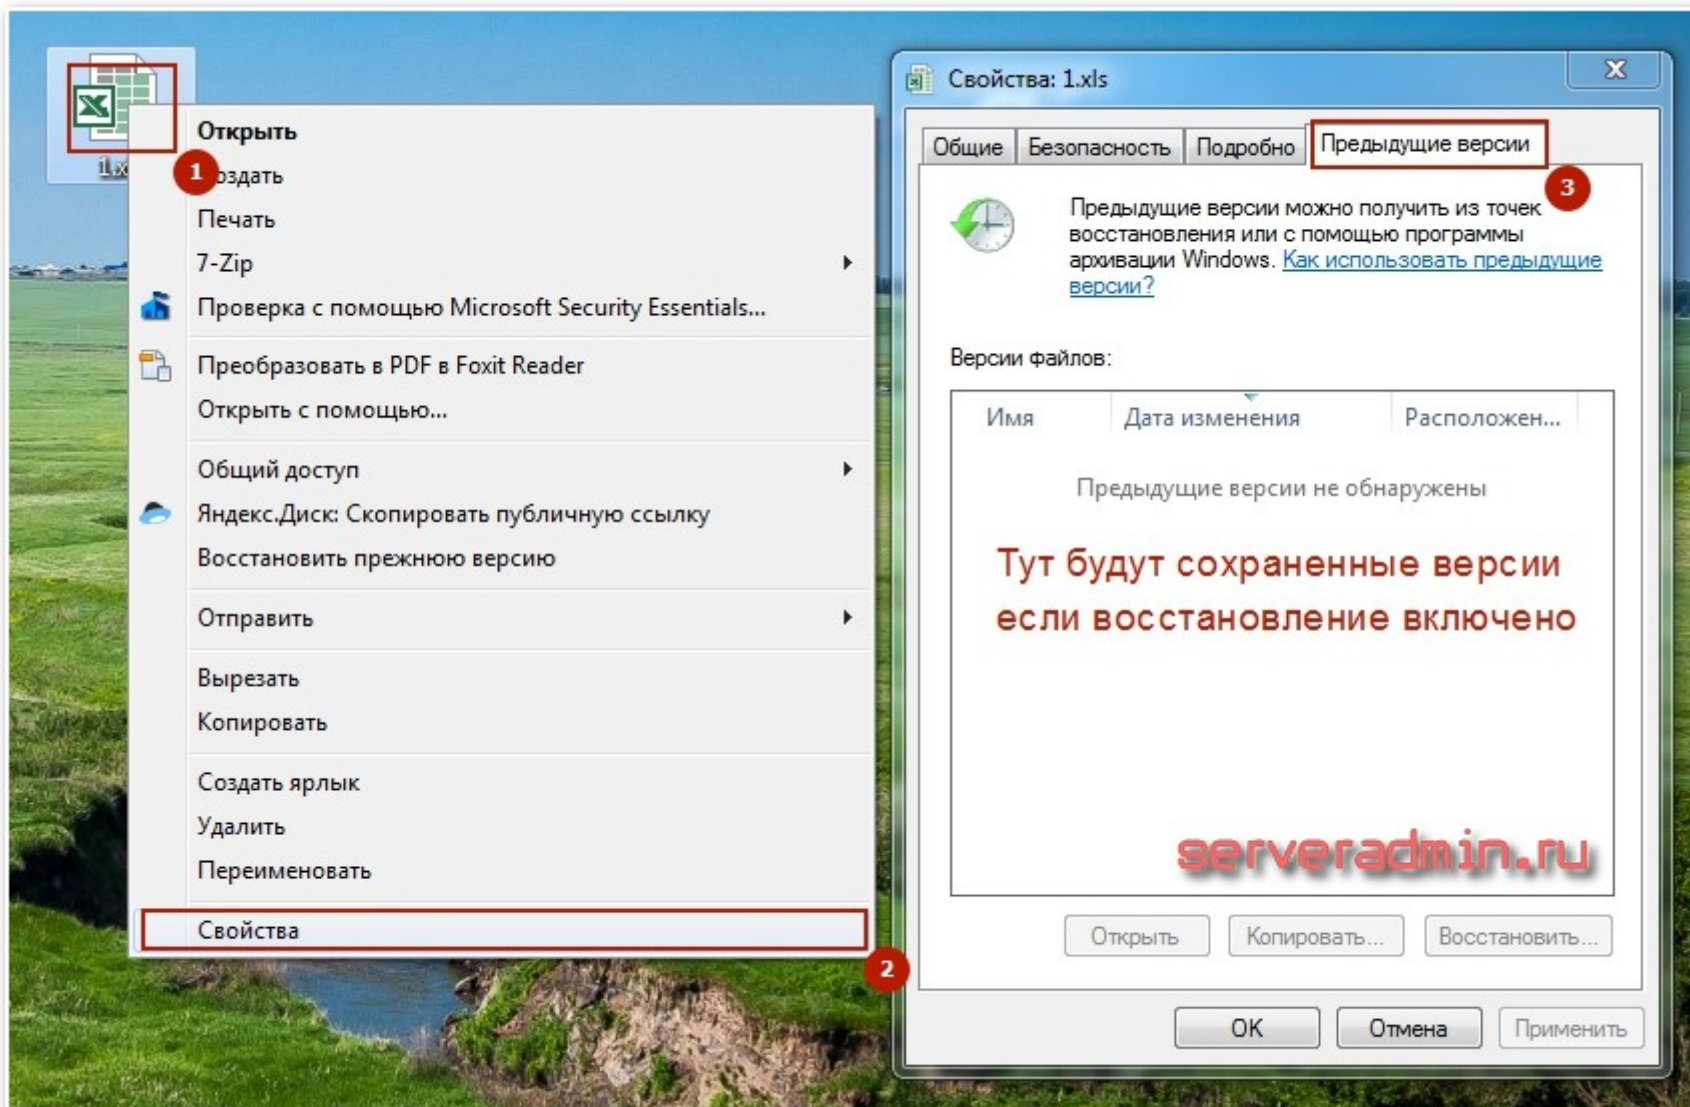 1.x
1
Открыть
Создать
Печать
7-Zip
Проверка с помощью Microsoft Security Essentials...
Преобразовать в PDF в Foxit Reader
Открыть с помощью...
Общий доступ
Яндекс.Диск: Скопировать публичную ссылку
Восстановить прежнюю версию
Отправить
Вырезать
Копировать
Создать ярлык
Удалить
Переименовать
Свойства
2
Свойства: 1.xls
Общие Безопасность Подробно Предыдущие версии
3
Предыдущие версии можно получить из точек
восстановления или с помощью программы
архивации Windows. Как использовать предыдущие
версии?
Версии файлов:
Имя Дата изменения Расположен...
Предыдущие версии не обнаружены
Тут будут сохраненные версии
если восстановление включено
serveradmin.ru
Открыть Копировать... Восстановить...
OK Отмена Применить